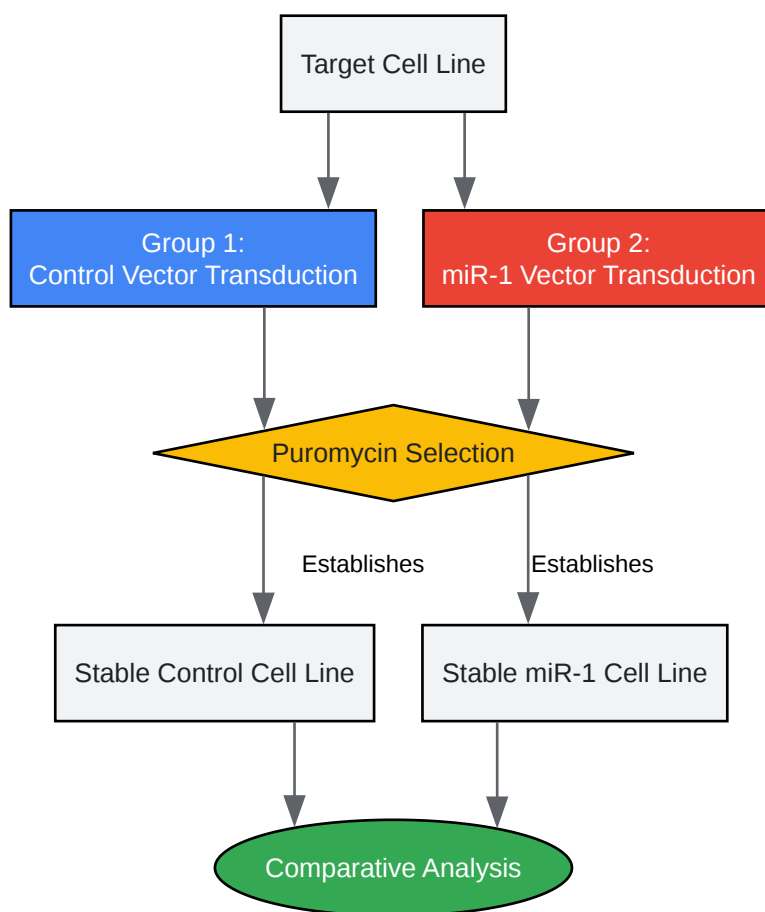 Target Cell Line
Group 1:
Control Vector Transduction
Group 2:
miR-1 Vector Transduction
Puromycin Selection
Establishes
Establishes
Stable Control Cell Line
Stable miR-1 Cell Line
Comparative Analysis